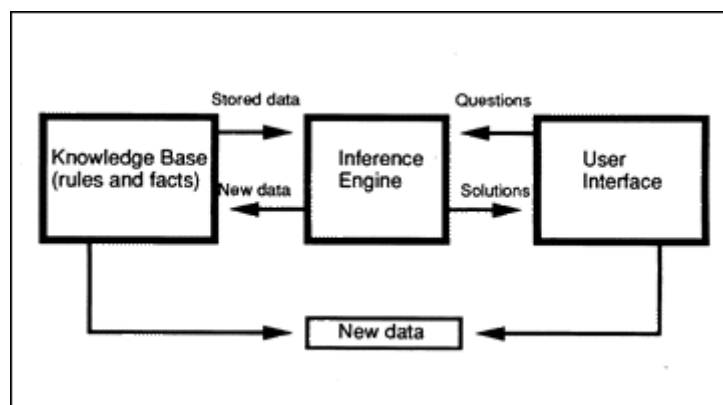 Stored data
Questions
Knowledge Base
(rules and facts)
Inference
Engine
User
Interface
New data
Solutions
New data